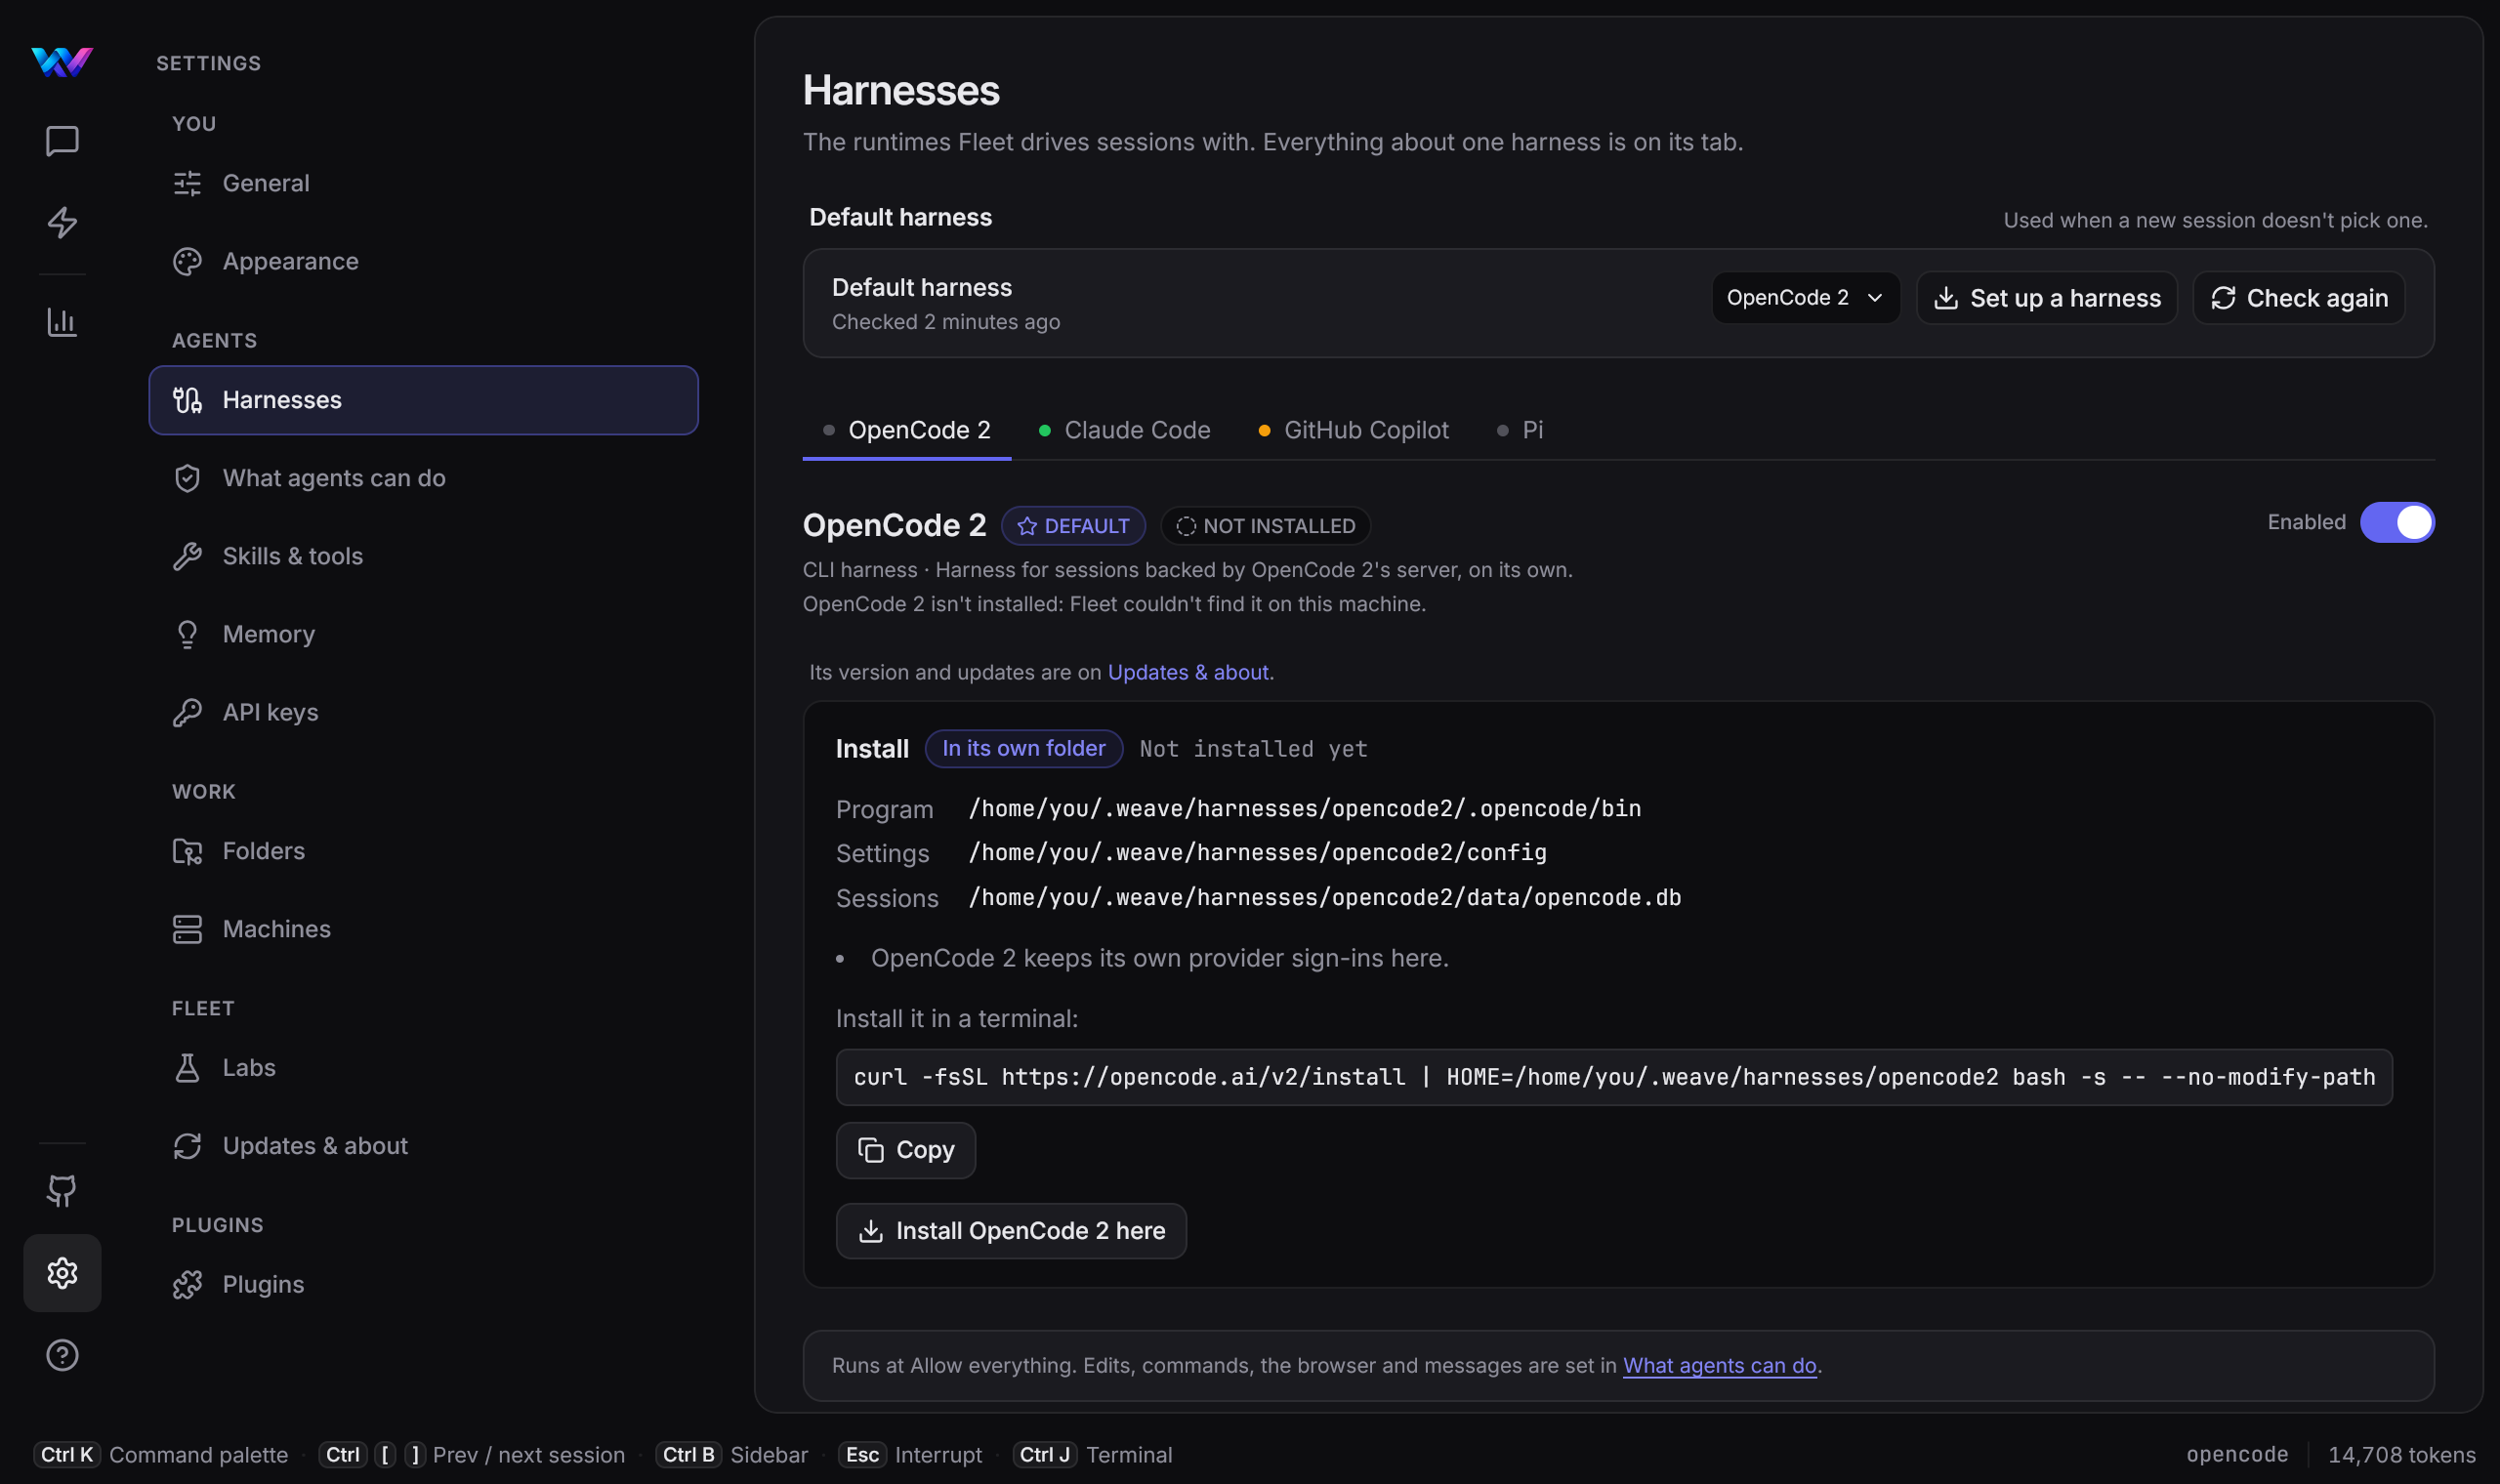 SETTINGS
YOU
General
Appearance
AGENTS
Harnesses
What agents can do
Skills & tools
Memory
API keys
WORK
Folders
Machines
FLEET
Labs
Updates & about
PLUGINS
Plugins
Harnesses
The runtimes Fleet drives sessions with. Everything about one harness is on its tab.
Default harness
Used when a new session doesn't pick one.
Default harness
Checked 2 minutes ago
OpenCode 2
Set up a harness
Check again
OpenCode 2
Claude Code
GitHub Copilot
Pi
OpenCode 2
DEFAULT
NOT INSTALLED
Enabled
CLI harness · Harness for sessions backed by OpenCode 2's server, on its own.
OpenCode 2 isn't installed: Fleet couldn't find it on this machine.
Its version and updates are on Updates & about.
Install
In its own folder
Not installed yet
Program /home/you/.weave/harnesses/opencode2/.opencode/bin
Settings /home/you/.weave/harnesses/opencode2/config
Sessions /home/you/.weave/harnesses/opencode2/data/opencode.db
• OpenCode 2 keeps its own provider sign-ins here.
Install it in a terminal:
curl -fsSL https://opencode.ai/v2/install | HOME=/home/you/.weave/harnesses/opencode2 bash -s -- --no-modify-path
Copy
Install OpenCode 2 here
Runs at Allow everything. Edits, commands, the browser and messages are set in What agents can do.
Ctrl K Command palette · Ctrl [ ] Prev / next session · Ctrl B Sidebar · Esc Interrupt · Ctrl J Terminal
opencode
14,708 tokens